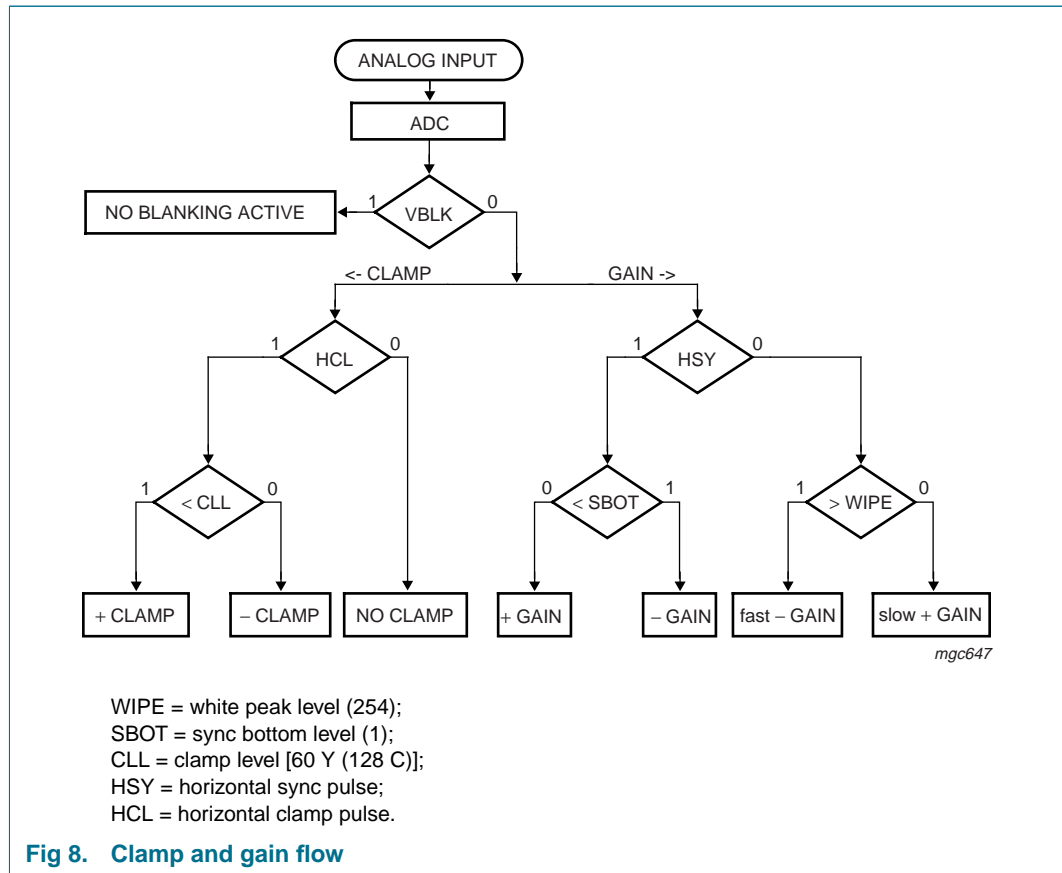 ANALOG INPUT
ADC
1 VBLK 0
NO BLANKING ACTIVE
<- CLAMP GAIN ->
1 HCL 0
1 HSY 0
1 < CLL 0
0 < SBOT 1
1 > WIPE 0
+ CLAMP
− CLAMP
NO CLAMP
+ GAIN
− GAIN
fast − GAIN
slow + GAIN
mgc647
WIPE = white peak level (254);
SBOT = sync bottom level (1);
CLL = clamp level [60 Y (128 C)];
HSY = horizontal sync pulse;
HCL = horizontal clamp pulse.
Fig 8. Clamp and gain flow